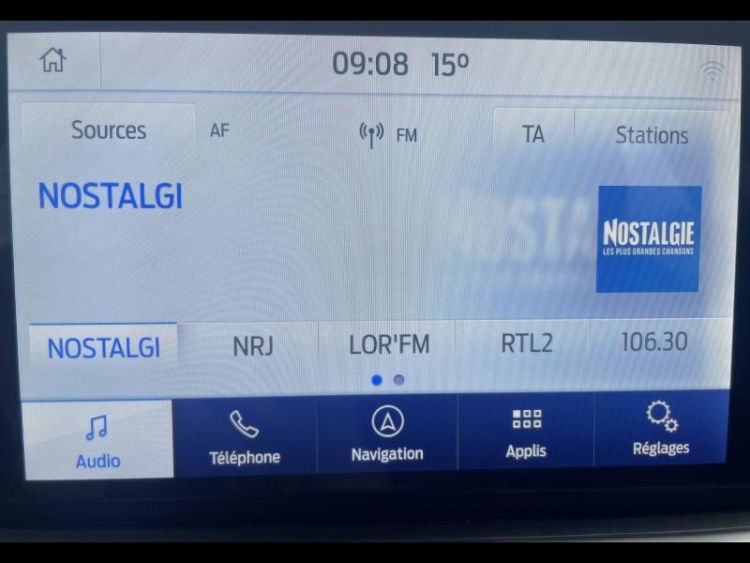 09:08 15º
Sources AF FM TA Stations
NOSTALGI
NOSTA
NOSTALGIE
LES PLUS GRANDES CHANSONS
NOSTALGI NRJ LOR'FM RTL2 106.30
Audio Téléphone Navigation Applis Réglages